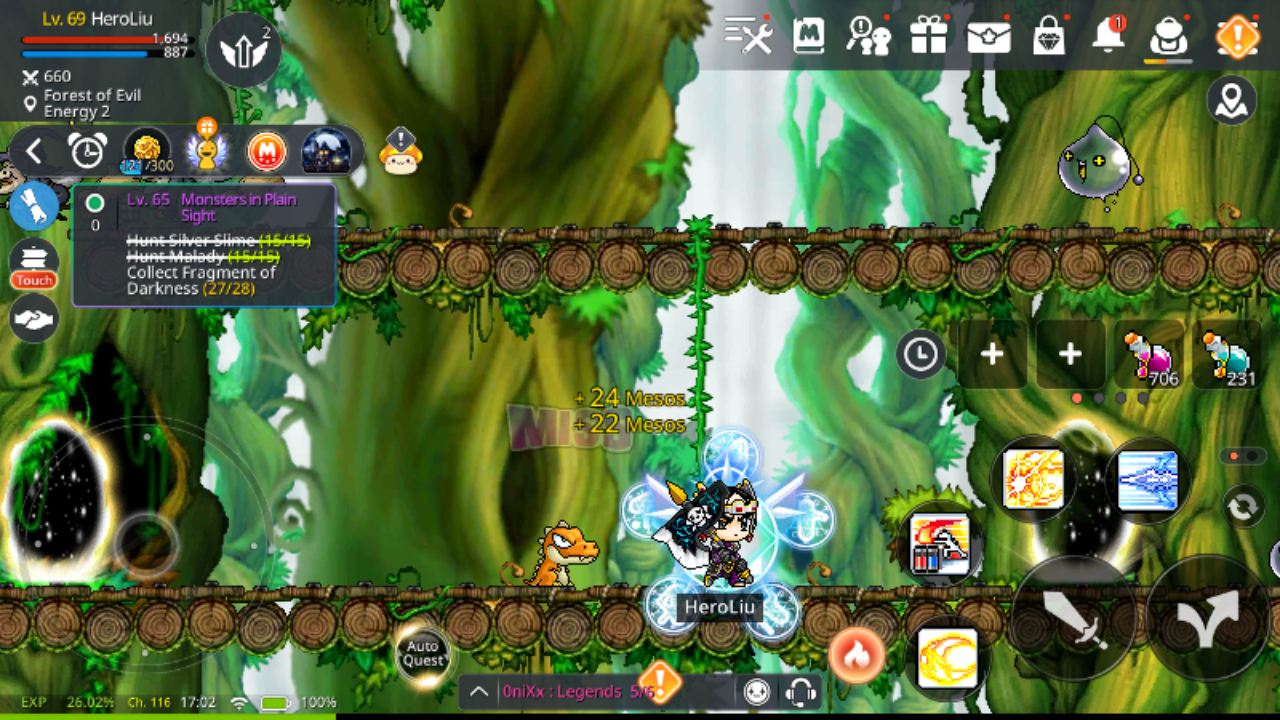 Lv. 69 HeroLiu
1,694
887
2
660
Forest of Evil
Energy 2
121/300
1
Lv. 65 Monsters in Plain
Sight
0
Hunt Silver Slime (15/15)
Hunt Malady (15/15)
Collect Fragment of
Darkness (27/28)
Touch
706
231
+ 24 Mesos
+ 22 Mesos
MISS
HeroLiu
Auto
Quest
0niXx : Legends 5/6
EXP 26.02% Ch. 116 17:02 100%